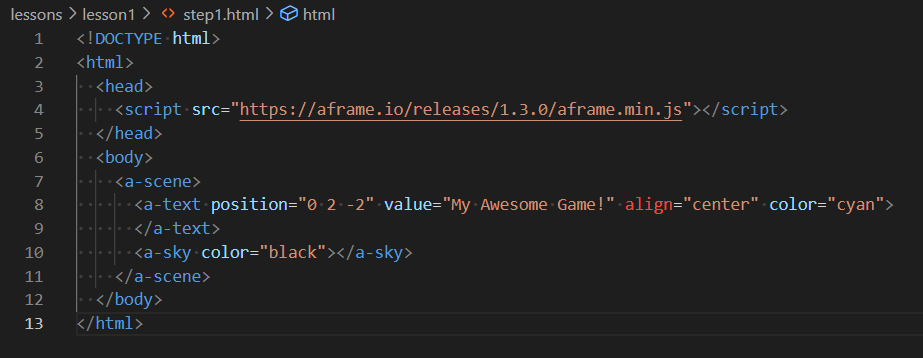 lessons > lesson1 > <> step1.html > html
1 <!DOCTYPE html>
2 <html>
3   <head>
4     <script src="https://aframe.io/releases/1.3.0/aframe.min.js"></script>
5   </head>
6   <body>
7     <a-scene>
8       <a-text position="0 2 -2" value="My Awesome Game!" align="center" color="cyan">
9       </a-text>
10       <a-sky color="black"></a-sky>
11     </a-scene>
12   </body>
13 </html>